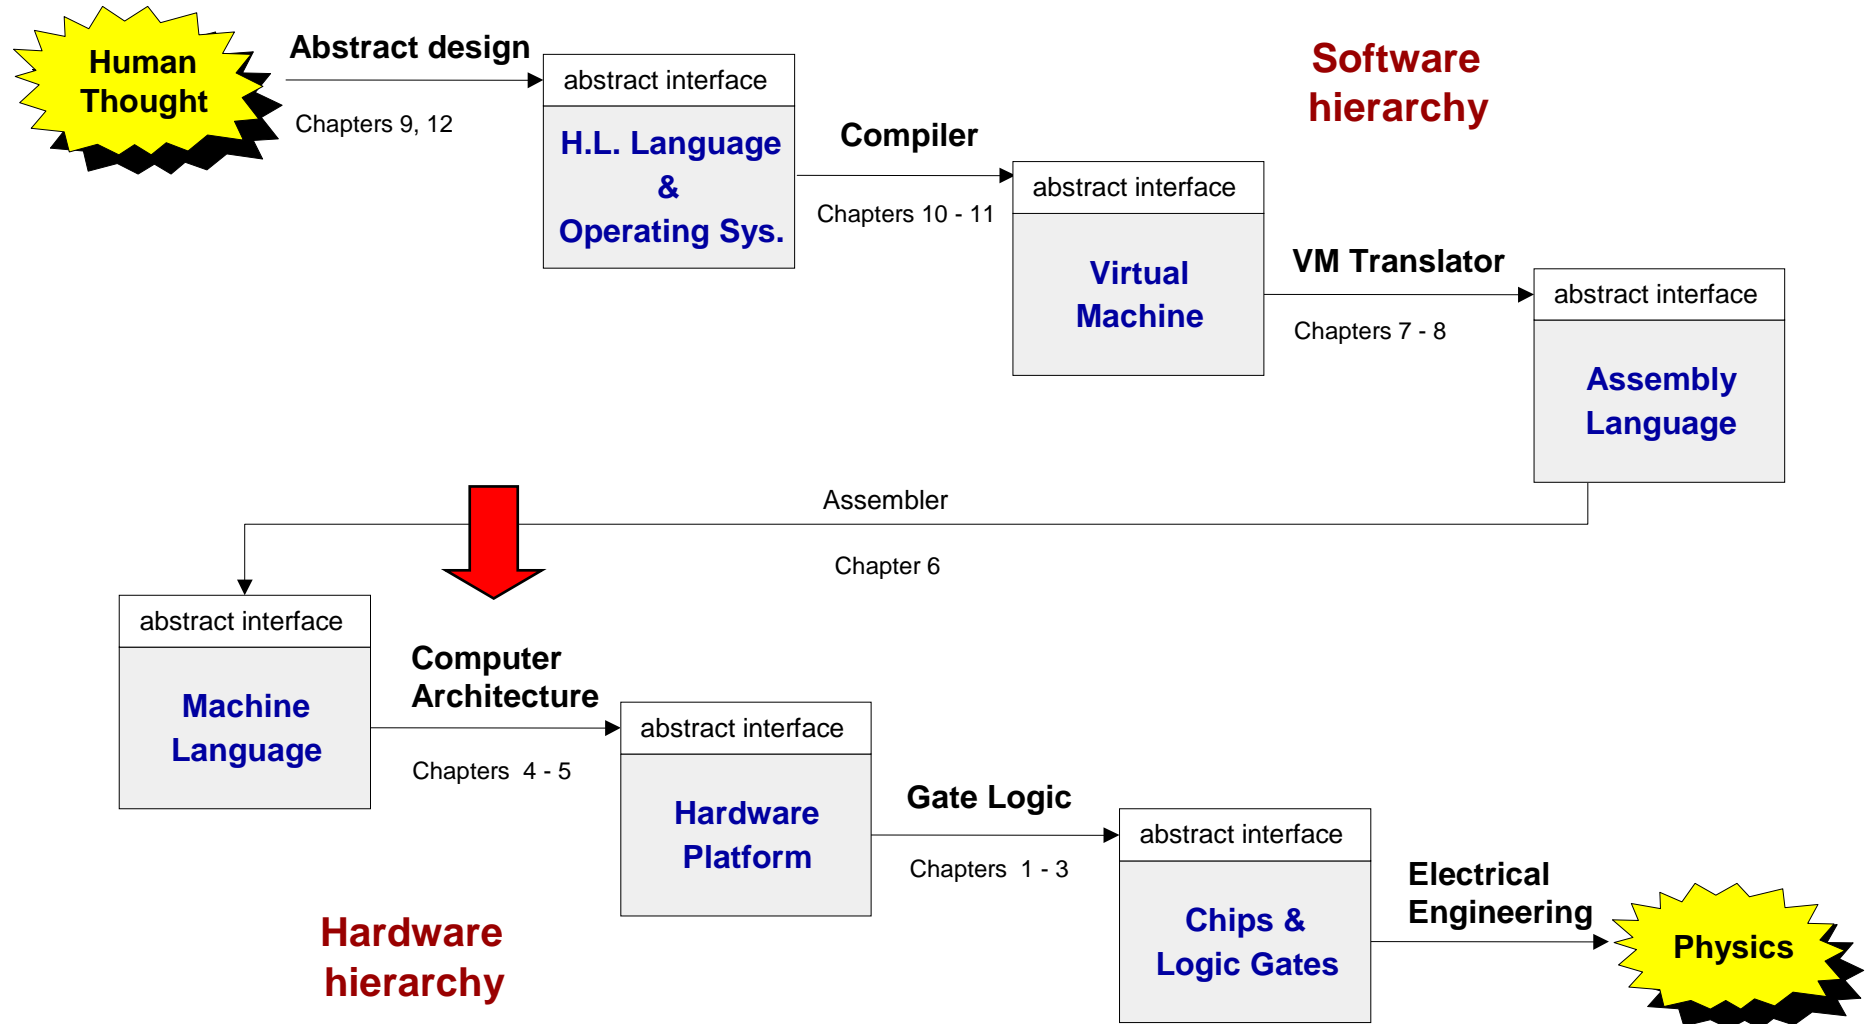 Human
Thought
Abstract design
Chapters 9, 12
abstract interface
H.L. Language
&
Operating Sys.
Compiler
Chapters 10 - 11
Software
hierarchy
abstract interface
Virtual
Machine
VM Translator
Chapters 7 - 8
abstract interface
Assembly
Language
Assembler
Chapter 6
abstract interface
Machine
Language
Computer
Architecture
Chapters 4 - 5
abstract interface
Hardware
Platform
Gate Logic
Chapters 1 - 3
abstract interface
Chips &
Logic Gates
Electrical
Engineering
Physics
Hardware
hierarchy